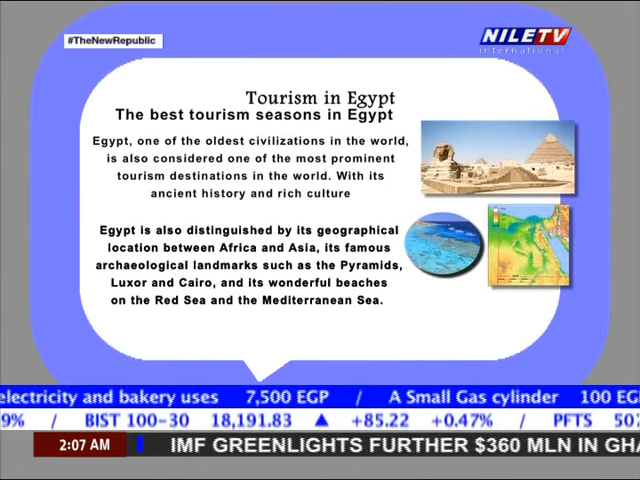 #TheNewRepublic
NILE TV
international
Tourism in Egypt
The best tourism seasons in Egypt
Egypt, one of the oldest civilizations in the world,
is also considered one of the most prominent
tourism destinations in the world. With its
ancient history and rich culture
Egypt is also distinguished by its geographical
location between Africa and Asia, its famous
archaeological landmarks such as the Pyramids,
Luxor and Cairo, and its wonderful beaches
on the Red Sea and the Mediterranean Sea.
electricity and bakery uses 7,500 EGP / A Small Gas cylinder 100 EG
9% / BIST 100-30 18,191.83 ▲ +85.22 +0.47% / PFTS 507
2:07 AM IMF GREENLIGHTS FURTHER $360 MLN IN GHA